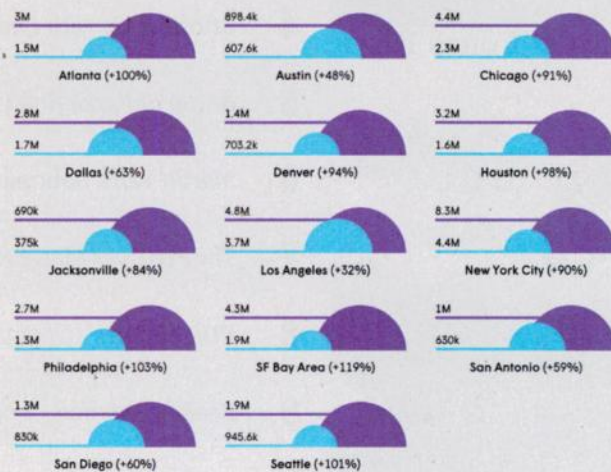 3M
1.5M
Atlanta (+100%)
898.4k
607.6k
Austin (+48%)
4.4M
2.3M
Chicago (+91%)
2.8M
1.7M
Dallas (+63%)
1.4M
703.2k
Denver (+94%)
3.2M
1.6M
Houston (+98%)
690k
375k
Jacksonville (+84%)
4.8M
3.7M
Los Angeles (+32%)
8.3M
4.4M
New York City (+90%)
2.7M
1.3M
Philadelphia (+103%)
4.3M
1.9M
SF Bay Area (+119%)
1M
630k
San Antonio (+59%)
1.3M
830k
San Diego (+60%)
1.9M
945.6k
Seattle (+101%)